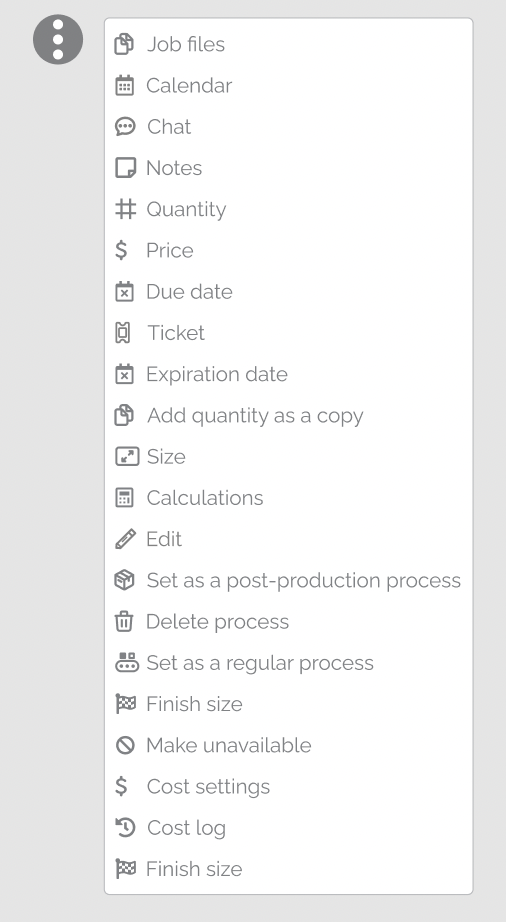 Job files
Calendar
Chat
Notes
Quantity
Price
Due date
Ticket
Expiration date
Add quantity as a copy
Size
Calculations
Edit
Set as a post-production process
Delete process
Set as a regular process
Finish size
Make unavailable
Cost settings
Cost log
Finish size